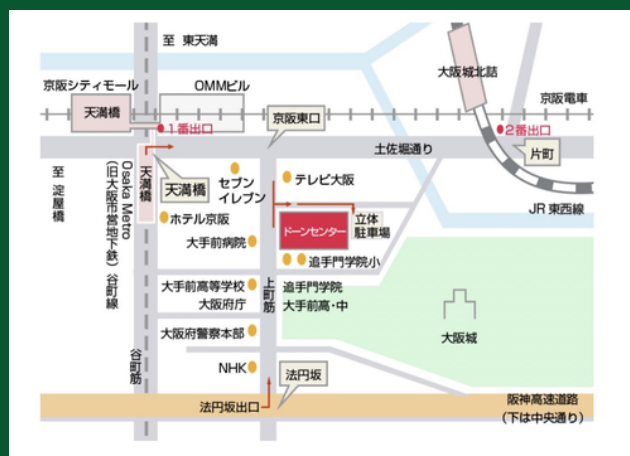 至 東天満
京阪シティモール
天満橋
OMMビル
大阪城北詰
京阪電車
1番出口
京阪東口
2番出口
土佐堀通り
片町
至 淀屋橋
Osaka Metro
(旧大阪市営地下鉄)谷町線
天満橋
天満橋
セブン
イレブン
テレビ大阪
JR東西線
ホテル京阪
ドーンセンター
立体
駐車場
大手前病院
追手門学院小
上町筋
大手前高等学校
大阪府庁
追手門学院
大手前高・中
大阪城
大阪府警察本部
谷町筋
NHK
法円坂
法円坂出口
阪神高速道路
(下は中央通り)